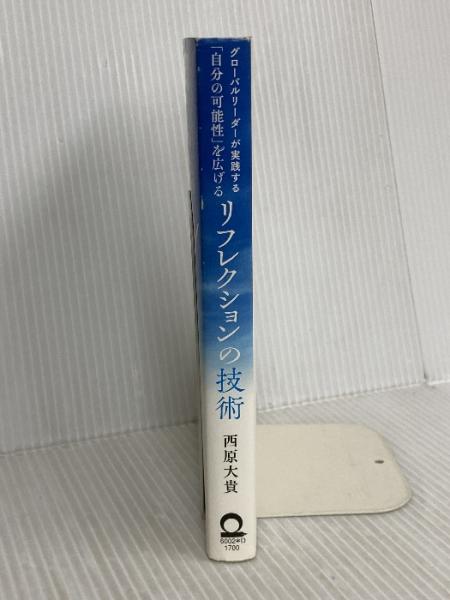 グローバルリーダーが実践する
「自分の可能性」を広げる
リフレクションの技術
西原大貴
6002#D
1700